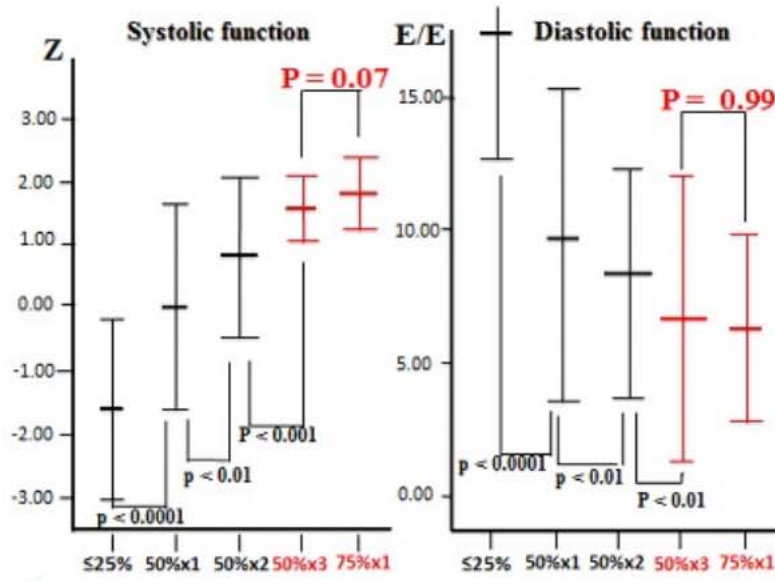 Systolic function
Z
P = 0.07
3.00
2.00
1.00
0.00
-1.00
-2.00
-3.00
p < 0.0001
p < 0.01
P < 0.001
≤25% 50%x1 50%x2 50%x3 75%x1
E/E Diastolic function
P = 0.99
15.00
10.00
5.00
0.00
p < 0.0001
p < 0.01
P < 0.01
≤25% 50%x1 50%x2 50%x3 75%x1